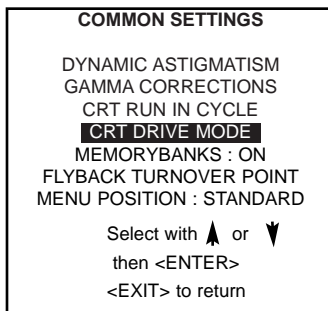 COMMON SETTINGS
DYNAMIC ASTIGMATISM
GAMMA CORRECTIONS
CRT RUN IN CYCLE
CRT DRIVE MODE
MEMORYBANKS : ON
FLYBACK TURNOVER POINT
MENU POSITION : STANDARD
Select with or
then <ENTER>
<EXIT> to return